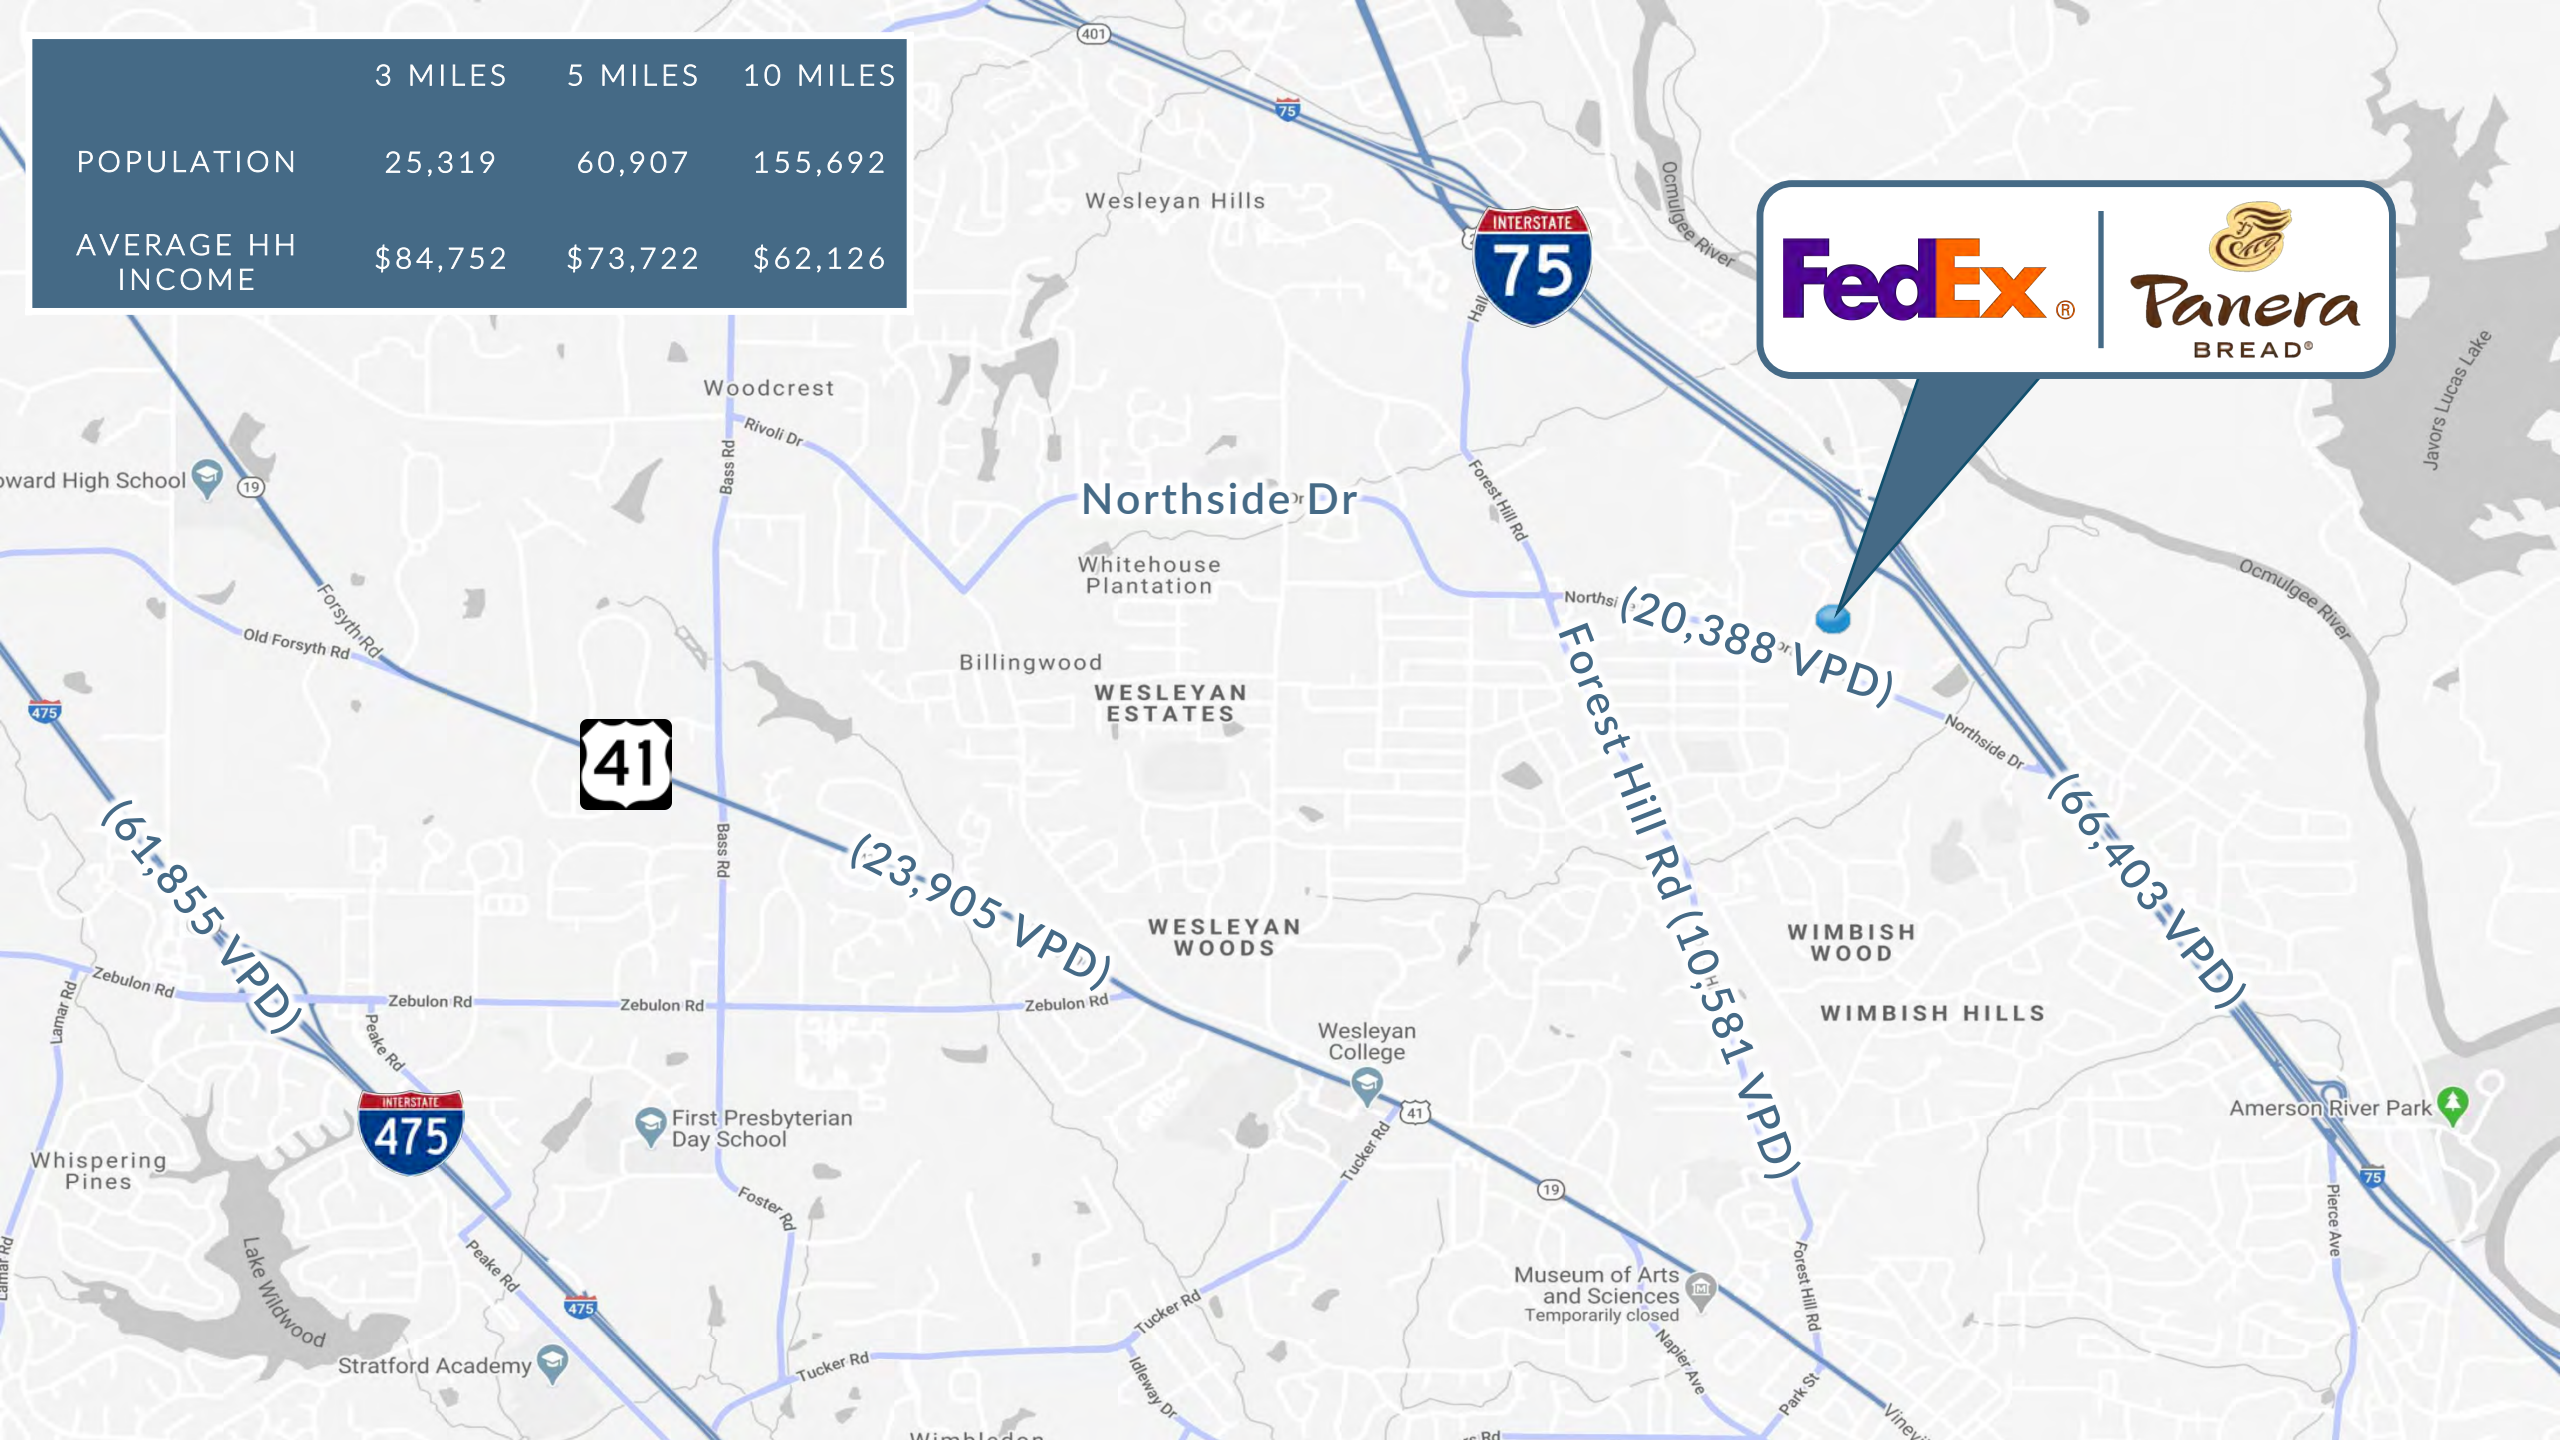 3 MILES 5 MILES 10 MILES
POPULATION 25,319 60,907 155,692
AVERAGE HH
INCOME
$84,752 $73,722 $62,126
401
75
INTERSTATE
75
Wesleyan Hills
Ocmulgee River
FedEx®
Panera
BREAD®
Javors Lucas Lake
Woodcrest
Rivoli Dr
Bass Rd
Hall
Forest Hill Rd
19
Northside Dr
Whitehouse
Plantation
Forsyth Rd
Old Forsyth Rd
Billingwood
WESLEYAN
ESTATES
(20,388 VPD)
Northside Dr
Ocmulgee River
475
41
Forest Hill Rd (10,581 VPD)
(66,403 VPD)
(61,855 VPD)
Bass Rd
(23,905 VPD)
WESLEYAN
WOODS
WIMBISH
WOOD
WIMBISH HILLS
Zebulon Rd
Zebulon Rd
Zebulon Rd
Zebulon Rd
Lamar Rd
Peake Rd
Wesleyan
College
41
INTERSTATE
475
First Presbyterian
Day School
Amerson River Park
Tucker Rd
Whispering
Pines
75
19
Foster Rd
Pierce Ave
Lamar Rd
Lake Wildwood
Peake Rd
475
Tucker Rd
Museum of Arts
and Sciences
Temporarily closed
Forest Hill Rd
Stratford Academy
Tucker Rd
Idleway Dr
Napier Ave
Park St